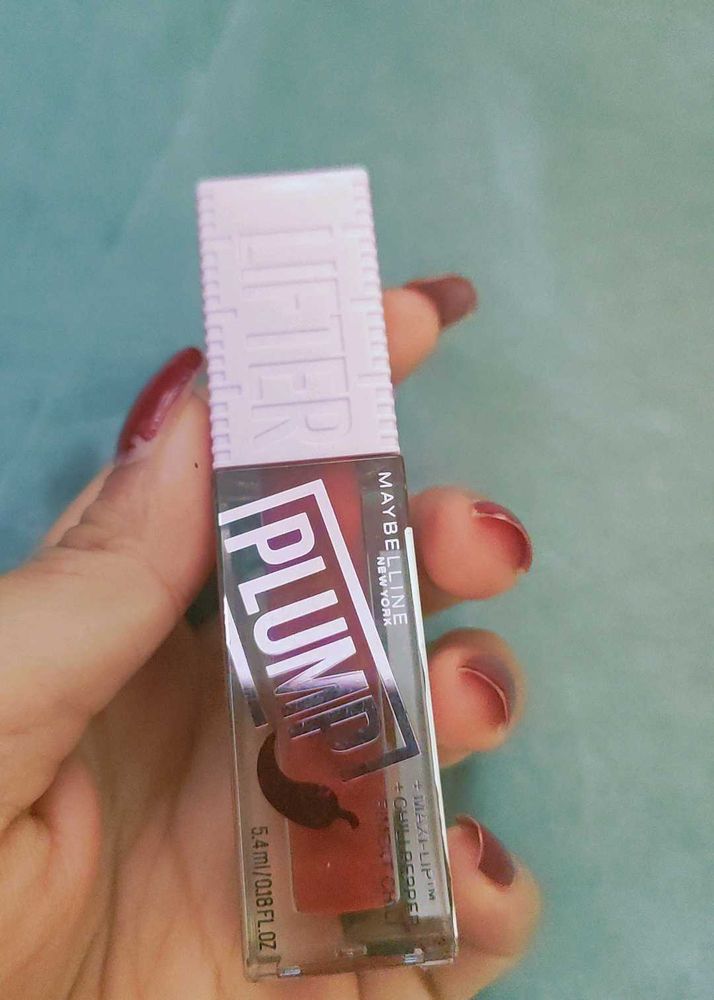 LIFTER
PLUMP
MAYBELLINE
NEW YORK
+ MAXI-LIP™
+ CHILI PEPPER
5.4 ml/0.18 FL.OZ